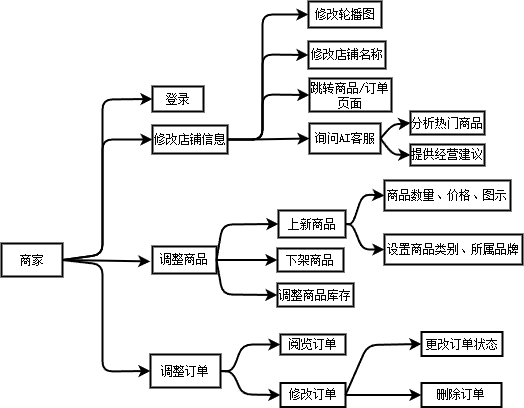 修改轮播图
修改店铺名称
跳转商品/订单
页面
登录
修改店铺信息
询问AI客服
分析热门商品
提供经营建议
商品数量、价格、图示
上新商品
设置商品类别、所属品牌
商家
调整商品
下架商品
调整商品库存
阅览订单
更改订单状态
调整订单
修改订单
删除订单